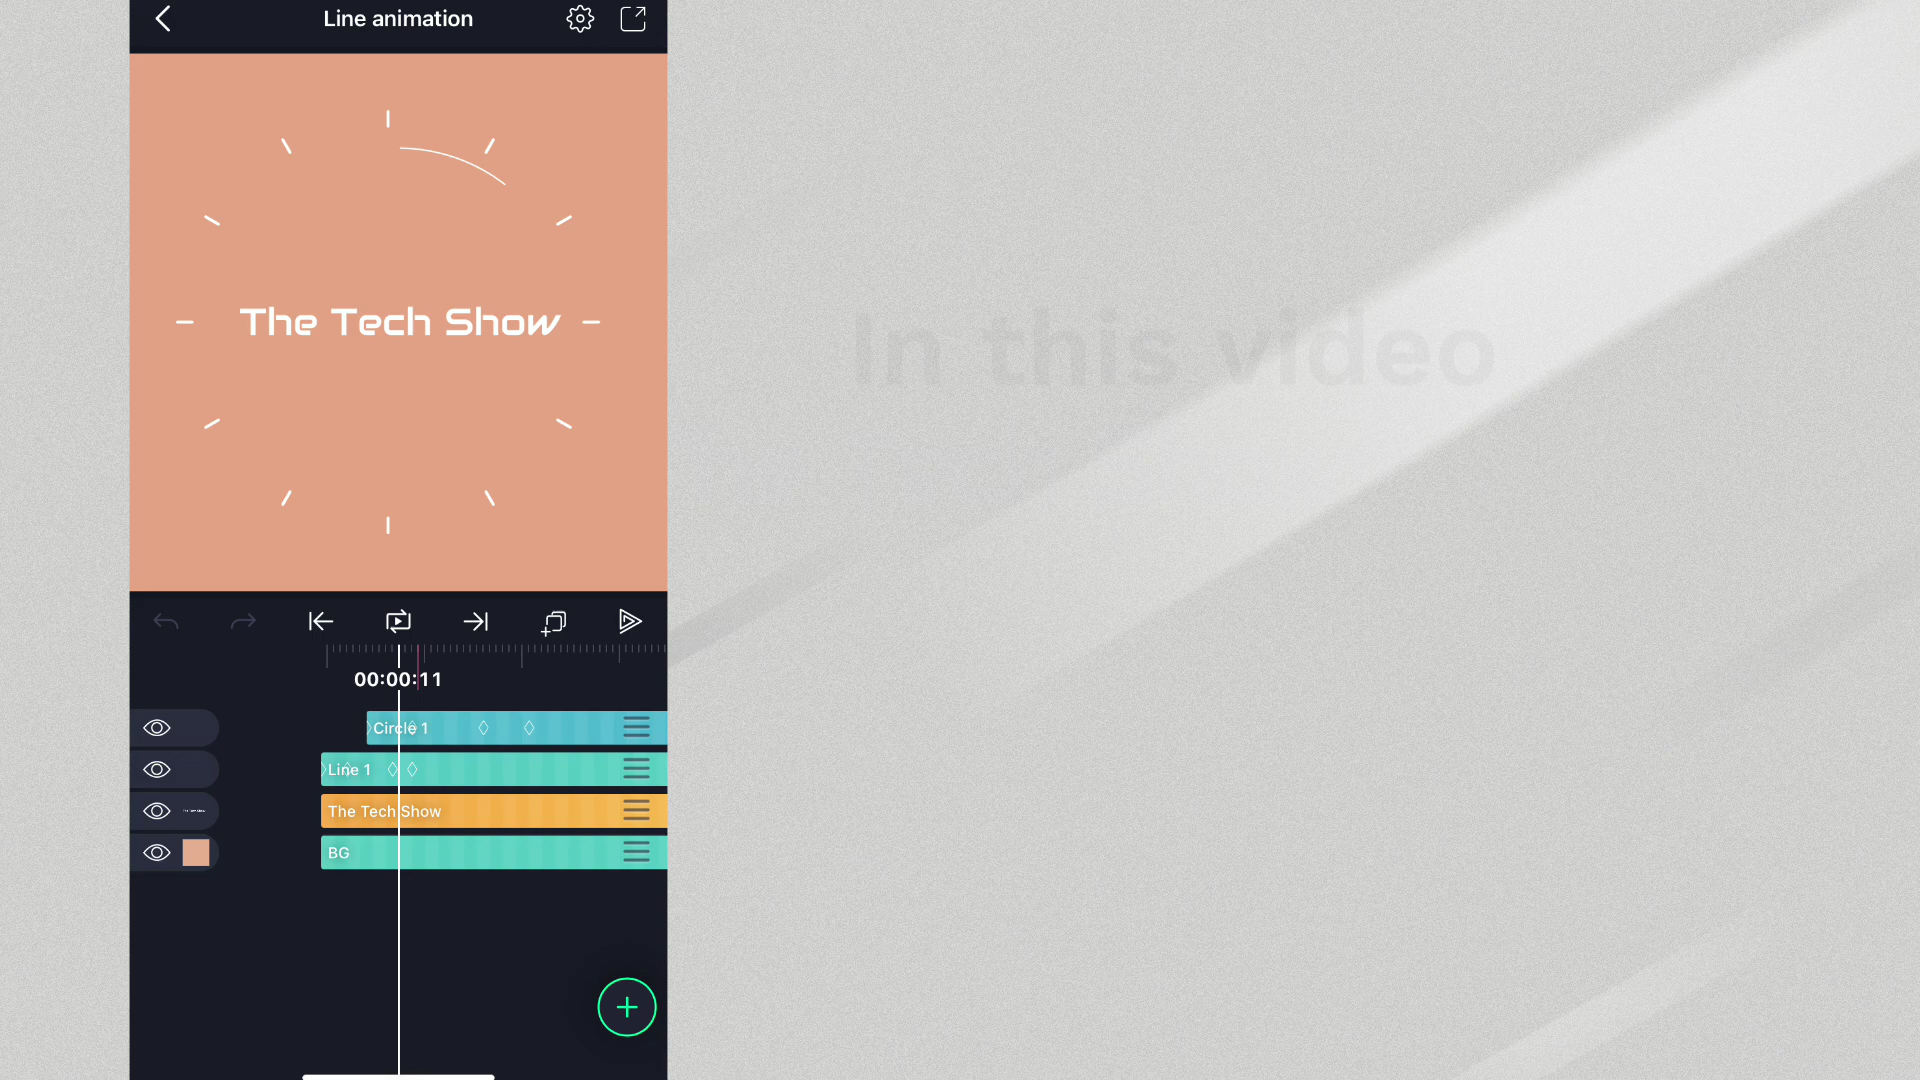 Line animation
The Tech Show
In this video
00:00:11
Circle 1
Line 1
The Tech Show
BG